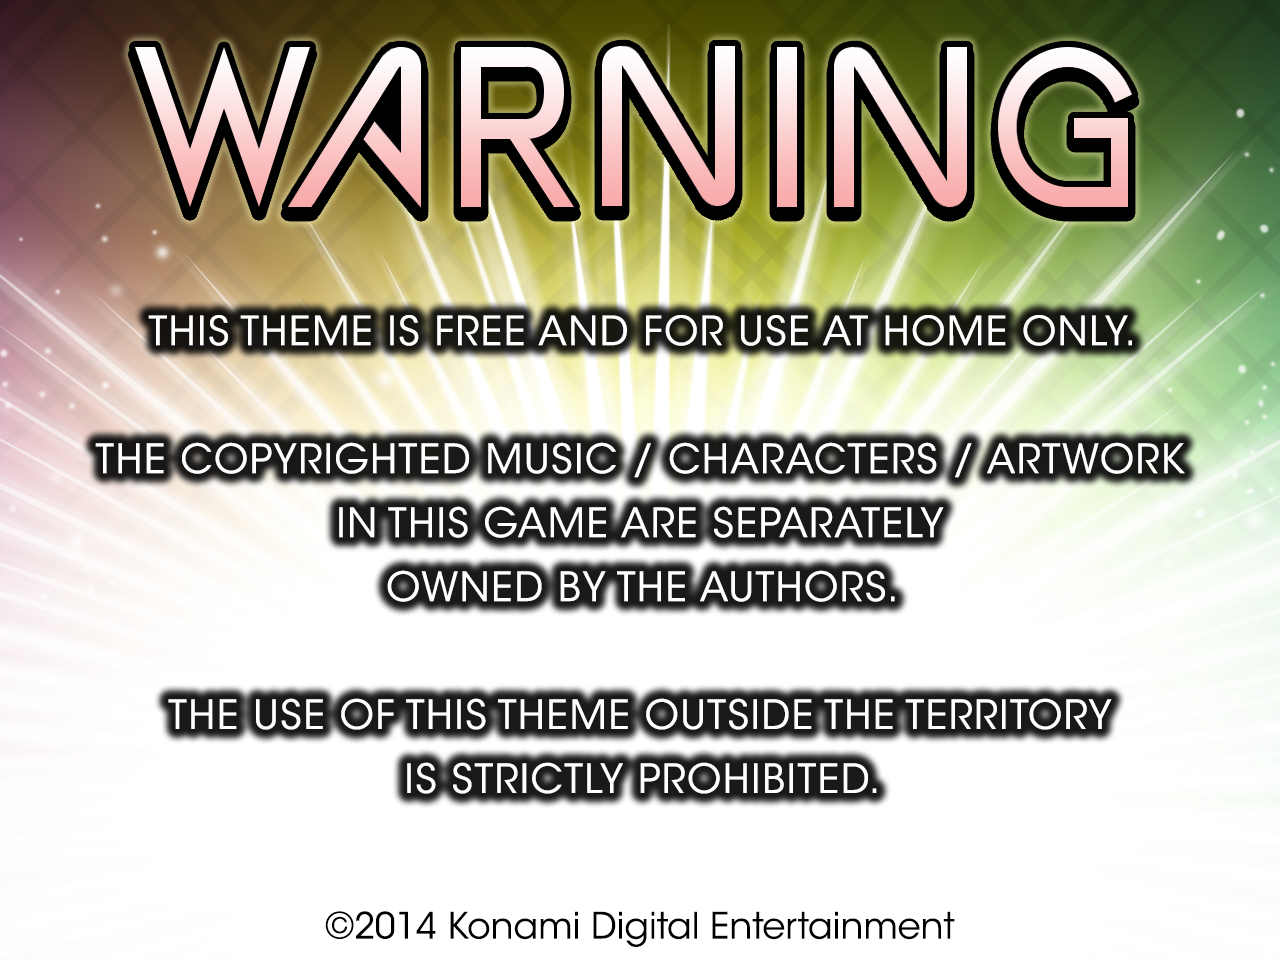 WARNING
THIS THEME IS FREE AND FOR USE AT HOME ONLY.
THE COPYRIGHTED MUSIC / CHARACTERS / ARTWORK
IN THIS GAME ARE SEPARATELY
OWNED BY THE AUTHORS.
THE USE OF THIS THEME OUTSIDE THE TERRITORY
IS STRICTLY PROHIBITED.
©2014 Konami Digital Entertainment